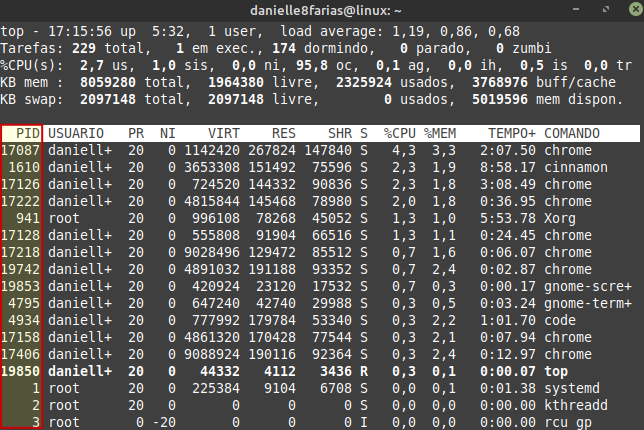 danielle8farias@linux: ~
top - 17:15:56 up  5:32,  1 user,  load average: 1,19, 0,86, 0,68
Tarefas: 229 total,   1 em exec., 174 dormindo,   0 parado,   0 zumbi
%CPU(s):  2,7 us,  1,0 sis,  0,0 ni, 95,8 oc,  0,1 ag,  0,0 ih,  0,5 is  0,0 tr
KB mem :  8059280 total,  1964380 livre,  2325924 usados,  3768976 buff/cache
KB swap:  2097148 total,  2097148 livre,        0 usados,  5019596 mem dispon.
PID USUARIO   PR  NI    VIRT    RES    SHR S  %CPU %MEM    TEMPO+ COMANDO
17087 daniell+  20   0 1142420 267824 147840 S   4,3  3,3   2:07.50 chrome
1610 daniell+  20   0 3653308 151492  75596 S   2,3  1,9   8:58.17 cinnamon
17126 daniell+  20   0  724520 144332  90836 S   2,3  1,8   3:08.49 chrome
17222 daniell+  20   0 4815844 145468  78980 S   2,0  1,8   0:36.95 chrome
941 root      20   0  996108  78268  45052 S   1,3  1,0   5:53.78 Xorg
17128 daniell+  20   0  555808  91904  66516 S   1,3  1,1   0:24.45 chrome
17218 daniell+  20   0 9028496 129472  85512 S   0,7  1,6   0:06.07 chrome
19742 daniell+  20   0 4891032 191188  93352 S   0,7  2,4   0:02.87 chrome
19853 daniell+  20   0  420924  23120  17532 S   0,7  0,3   0:00.17 gnome-scre+
4795 daniell+  20   0  647240  42740  29988 S   0,3  0,5   0:03.24 gnome-term+
4934 daniell+  20   0  777992 179784  53340 S   0,3  2,2   1:01.70 code
17158 daniell+  20   0 4861320 170428  77544 S   0,3  2,1   0:07.94 chrome
17406 daniell+  20   0 9088924 190116  92364 S   0,3  2,4   0:12.97 chrome
19850 daniell+  20   0   44332   4112   3436 R   0,3  0,1   0:00.07 top
1 root      20   0  225384   9104   6708 S   0,0  0,1   0:01.38 systemd
2 root      20   0       0      0      0 S   0,0  0,0   0:00.00 kthreadd
3 root       0 -20       0      0      0 I   0,0  0,0   0:00.00 rcu_gp